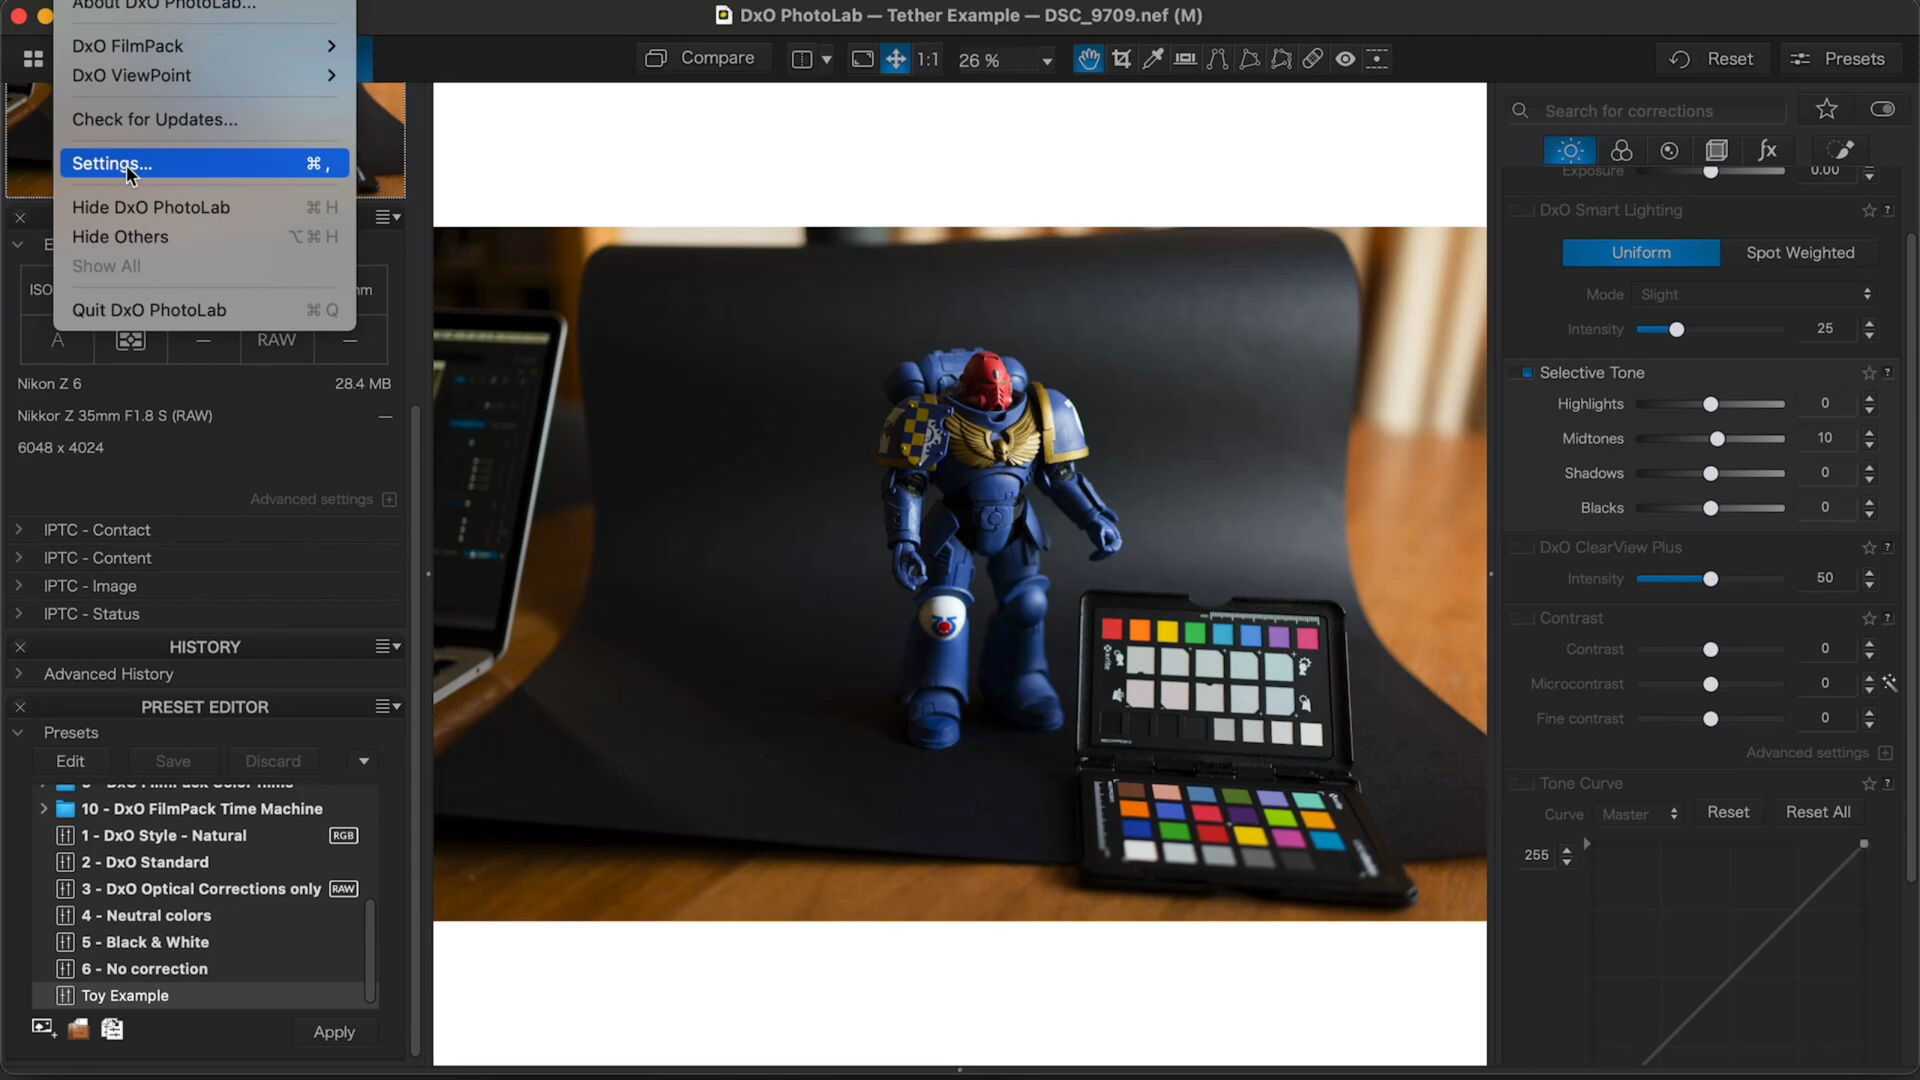 About DxO PhotoLab...
DxO PhotoLab — Tether Example — DSC_9709.nef (M)
DxO FilmPack
DxO ViewPoint
Check for Updates...
Settings... ⌘ ,
Hide DxO PhotoLab ⌘ H
Hide Others ⌥⌘ H
Show All
Quit DxO PhotoLab ⌘ Q
Compare
1:1
26 %
Reset
Presets
ISO
mm
A
RAW
Nikon Z 6 28.4 MB
Nikkor Z 35mm F1.8 S (RAW) —
6048 x 4024
Advanced settings
IPTC - Contact
IPTC - Content
IPTC - Image
IPTC - Status
HISTORY
Advanced History
PRESET EDITOR
Presets
Edit Save Discard
10 - DxO FilmPack Time Machine
1 - DxO Style - Natural RGB
2 - DxO Standard
3 - DxO Optical Corrections only RAW
4 - Neutral colors
5 - Black & White
6 - No correction
Toy Example
Apply
Search for corrections
fx
Exposure 0.00
DxO Smart Lighting ?
Uniform Spot Weighted
Mode Slight
Intensity 25
Selective Tone ?
Highlights 0
Midtones 10
Shadows 0
Blacks 0
DxO ClearView Plus ?
Intensity 50
Contrast ?
Contrast 0
Microcontrast 0
Fine contrast 0
Advanced settings
Tone Curve ?
Curve Master Reset Reset All
255